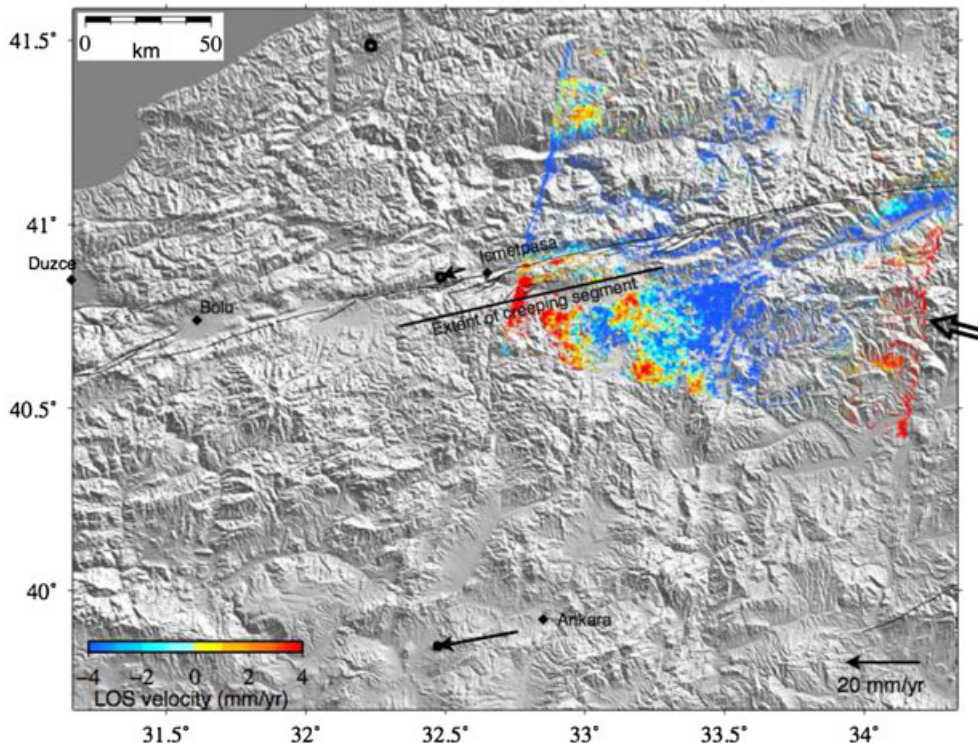 41.5°
0 50
km
41°
Duzce
Ismetpasa
Bolu
Extent of creeping segment
40.5°
40°
Ankara
−4 −2 0 2 4
LOS velocity (mm/yr)
20 mm/yr
31.5° 32° 32.5° 33° 33.5° 34°